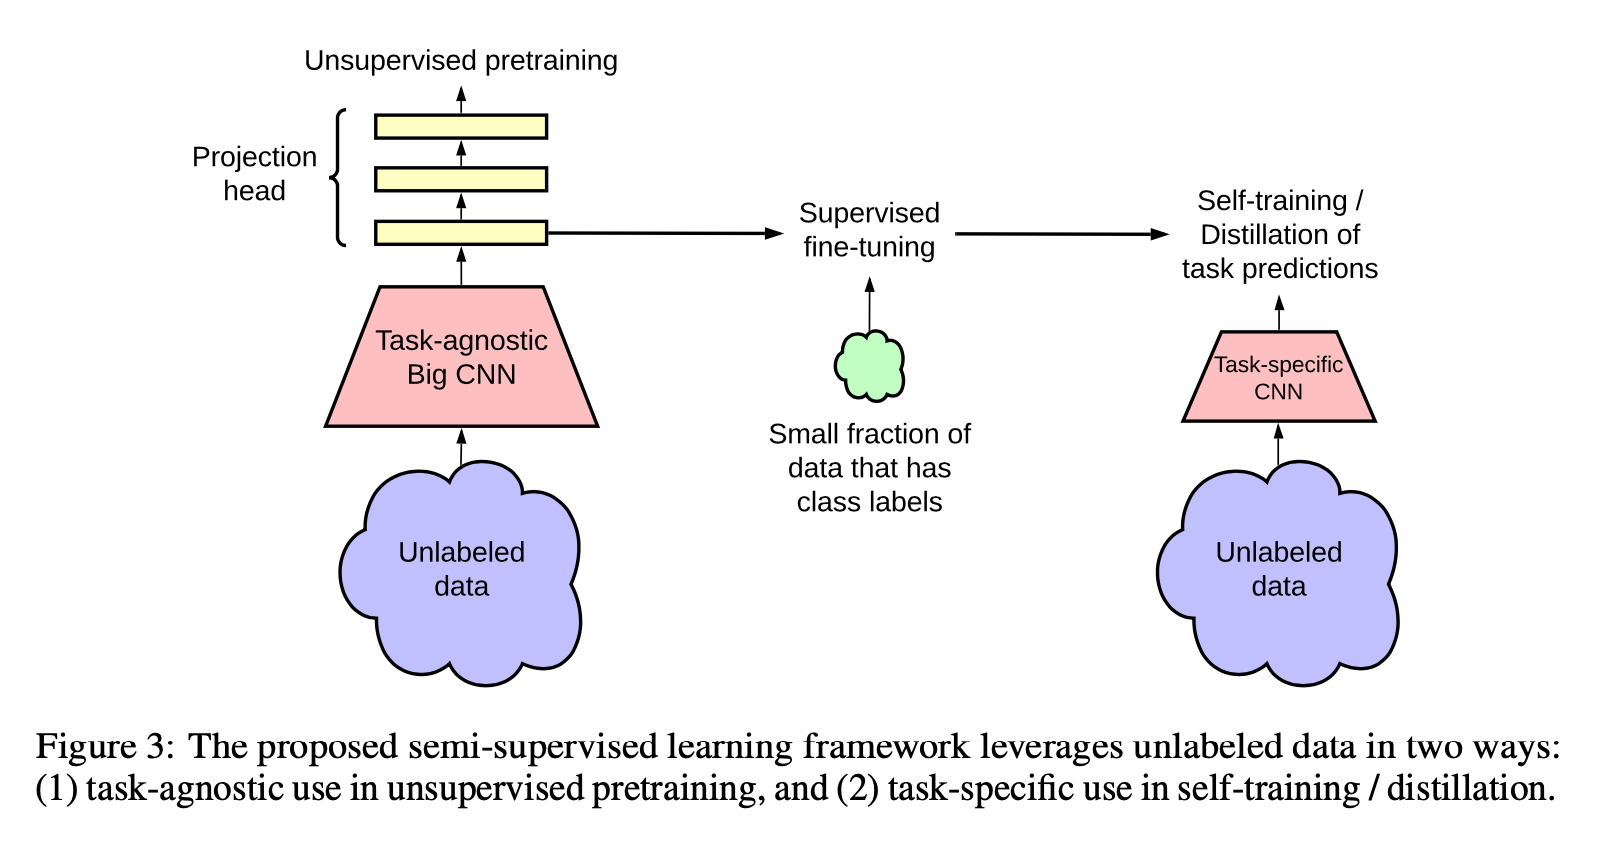 Unsupervised pretraining
Projection
head
Task-agnostic
Big CNN
Unlabeled
data
Supervised
fine-tuning
Small fraction of
data that has
class labels
Self-training /
Distillation of
task predictions
Task-specific
CNN
Unlabeled
data
Figure 3: The proposed semi-supervised learning framework leverages unlabeled data in two ways:
(1) task-agnostic use in unsupervised pretraining, and (2) task-specific use in self-training / distillation.